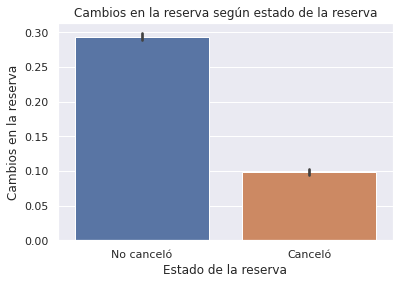 Cambios en la reserva según estado de la reserva
Cambios en la reserva
0.30
0.25
0.20
0.15
0.10
0.05
0.00
No canceló
Canceló
Estado de la reserva